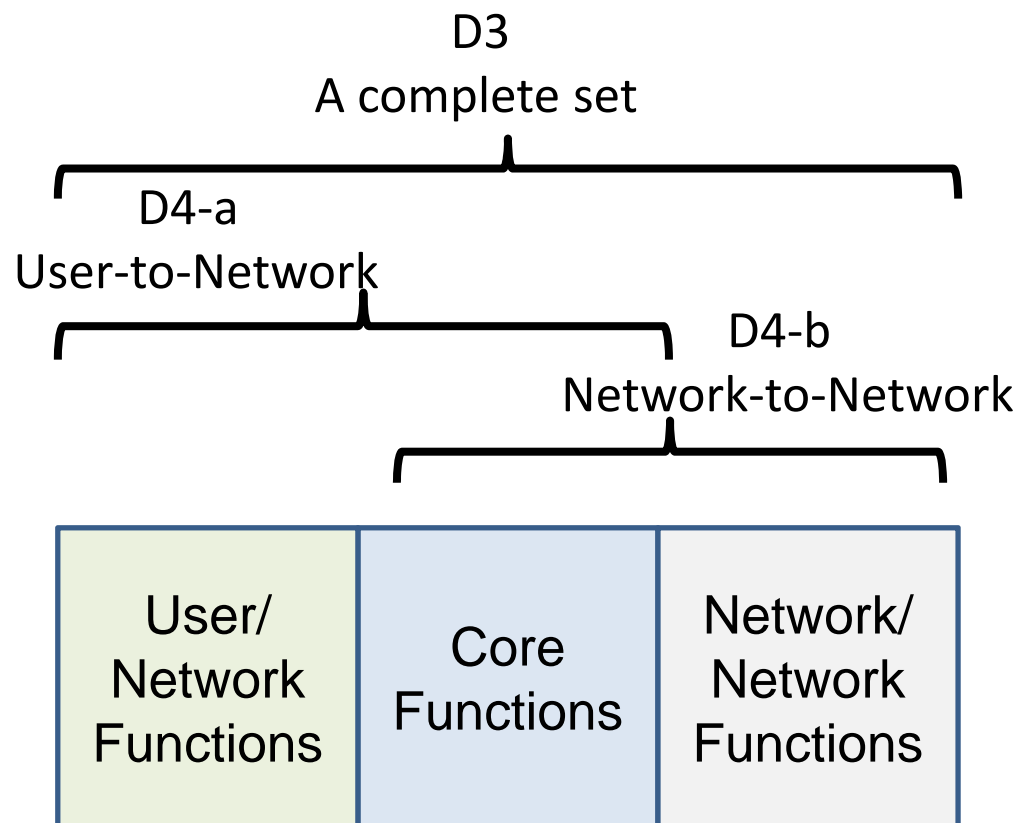 D3
A complete set
D4-a
User-to-Network
D4-b
Network-to-Network
User/
Network
Functions
Core
Functions
Network/
Network
Functions